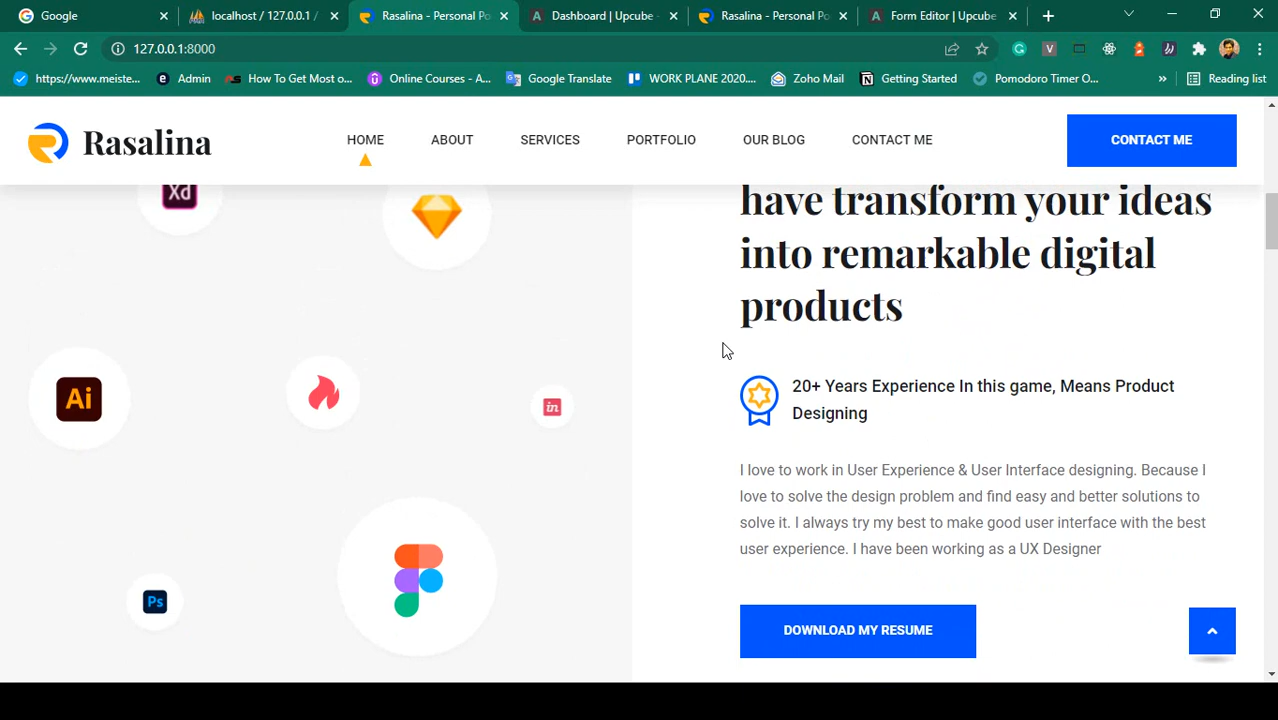 Google
localhost / 127.0.0.1 /
Rasalina - Personal Po
Dashboard | Upcube -
Rasalina - Personal Po
Form Editor | Upcube
127.0.0.1:8000
https://www.meiste...
Admin
How To Get Most o...
Online Courses - A...
Google Translate
WORK PLANE 2020....
Zoho Mail
Getting Started
Pomodoro Timer O...
»
Reading list
Rasalina
HOME
ABOUT
SERVICES
PORTFOLIO
OUR BLOG
CONTACT ME
CONTACT ME
Xd
have transform your ideas
into remarkable digital
products
Ai
in
20+ Years Experience In this game, Means Product
Designing
I love to work in User Experience & User Interface designing. Because I
love to solve the design problem and find easy and better solutions to
solve it. I always try my best to make good user interface with the best
user experience. I have been working as a UX Designer
Ps
DOWNLOAD MY RESUME